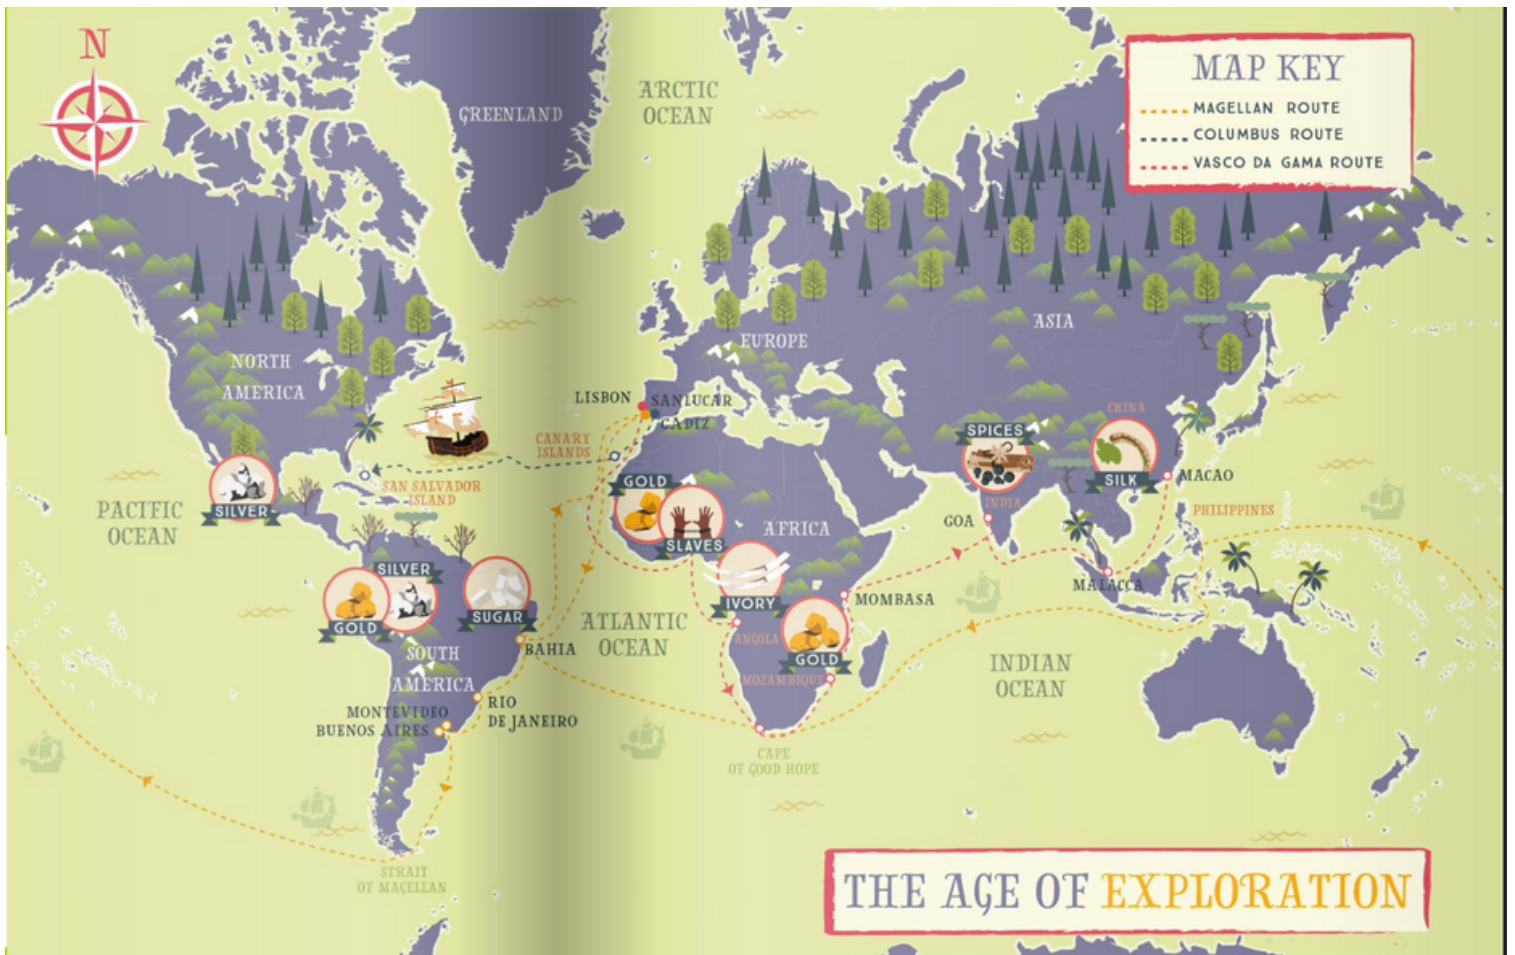 N
GREENLAND
ARCTIC
OCEAN
MAP KEY
MAGELLAN ROUTE
COLUMBUS ROUTE
VASCO DA GAMA ROUTE
NORTH
AMERICA
EUROPE
ASIA
LISBON
SANLUCAR
CADIZ
CANARY
ISLANDS
SAN SALVADOR
ISLAND
CHINA
SPICES
SILK
MACAO
INDIA
GOA
PHILIPPINES
MALACCA
PACIFIC
OCEAN
SILVER
GOLD
SLAVES
AFRICA
IVORY
MOMBASA
ANGOLA
GOLD
MOZAMBIQUE
SILVER
GOLD
SUGAR
SOUTH
AMERICA
BAHIA
ATLANTIC
OCEAN
RIO
DE JANEIRO
MONTEVIDEO
BUENOS AIRES
INDIAN
OCEAN
CAPE
OF GOOD HOPE
STRAIT
OF MAGELLAN
THE AGE OF EXPLORATION